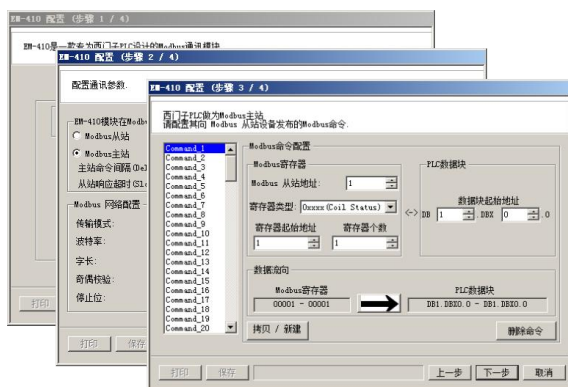 EM-410 配置 (步骤 1 / 4)
EM-410是一款专为西门子PLC设计的Modbus通讯模块.
打印
EM-410 配置 (步骤 2 / 4)
配置通讯参数.
EM-410模块在Modbu
Modbus从站
Modbus主站
主站命令间隔(Del
从站响应超时(Sl
Modbus 网络配置
传输模式:
波特率:
字长:
奇偶校验:
停止位:
打印
保存
EM-410 配置 (步骤 3 / 4)
西门子PLC做为Modbus主站
请配置其向 Modbus 从站设备发布的Modbus命令.
Command_1
Command_2
Command_3
Command_4
Command_5
Command_6
Command_7
Command_8
Command_9
Command_10
Command_11
Command_12
Command_13
Command_14
Command_15
Command_16
Command_17
Command_18
Command_19
Command_20
Modbus命令配置
Modbus寄存器
Modbus 从站地址: 1
寄存器类型: 0xxxx(Coil Status)
寄存器起始地址 寄存器个数
1 1
<->
PLC数据块
数据块起始地址
DB 1 .DBX 0 .0
数据流向
Modbus寄存器 PLC数据块
00001 - 00001 DB1.DBX0.0 - DB1.DBX0.0
拷贝 / 新建 删除命令
打印 保存 上一步 下一步 取消